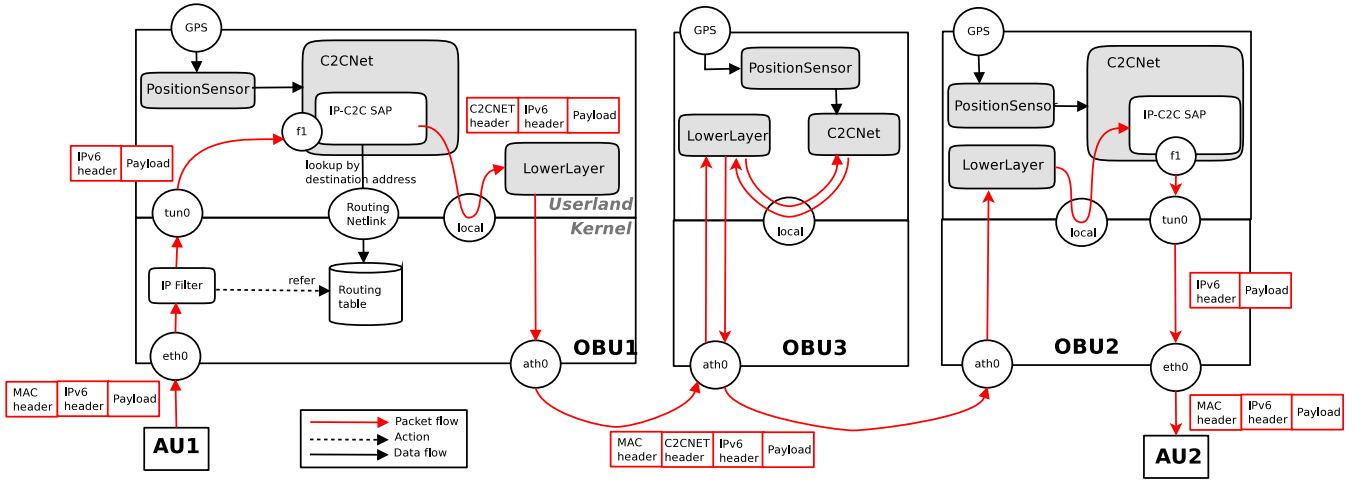 GPS
PositionSensor
C2CNet
IP-C2C SAP
f1
C2CNET
header
IPv6
header
Payload
IPv6
header
Payload
lookup by
destination address
LowerLayer
Userland
Kernel
tun0
Routing
Netlink
local
IP Filter
refer
Routing
table
eth0
OBU1
ath0
MAC
header
IPv6
header
Payload
AU1
Packet flow
Action
Data flow
GPS
PositionSensor
LowerLayer
C2CNet
local
ath0
OBU3
MAC
header
C2CNET
header
IPv6
header
Payload
GPS
C2CNet
PositionSensor
IP-C2C SAP
f1
LowerLayer
local
tun0
IPv6
header
Payload
ath0
OBU2
eth0
MAC
header
IPv6
header
Payload
AU2